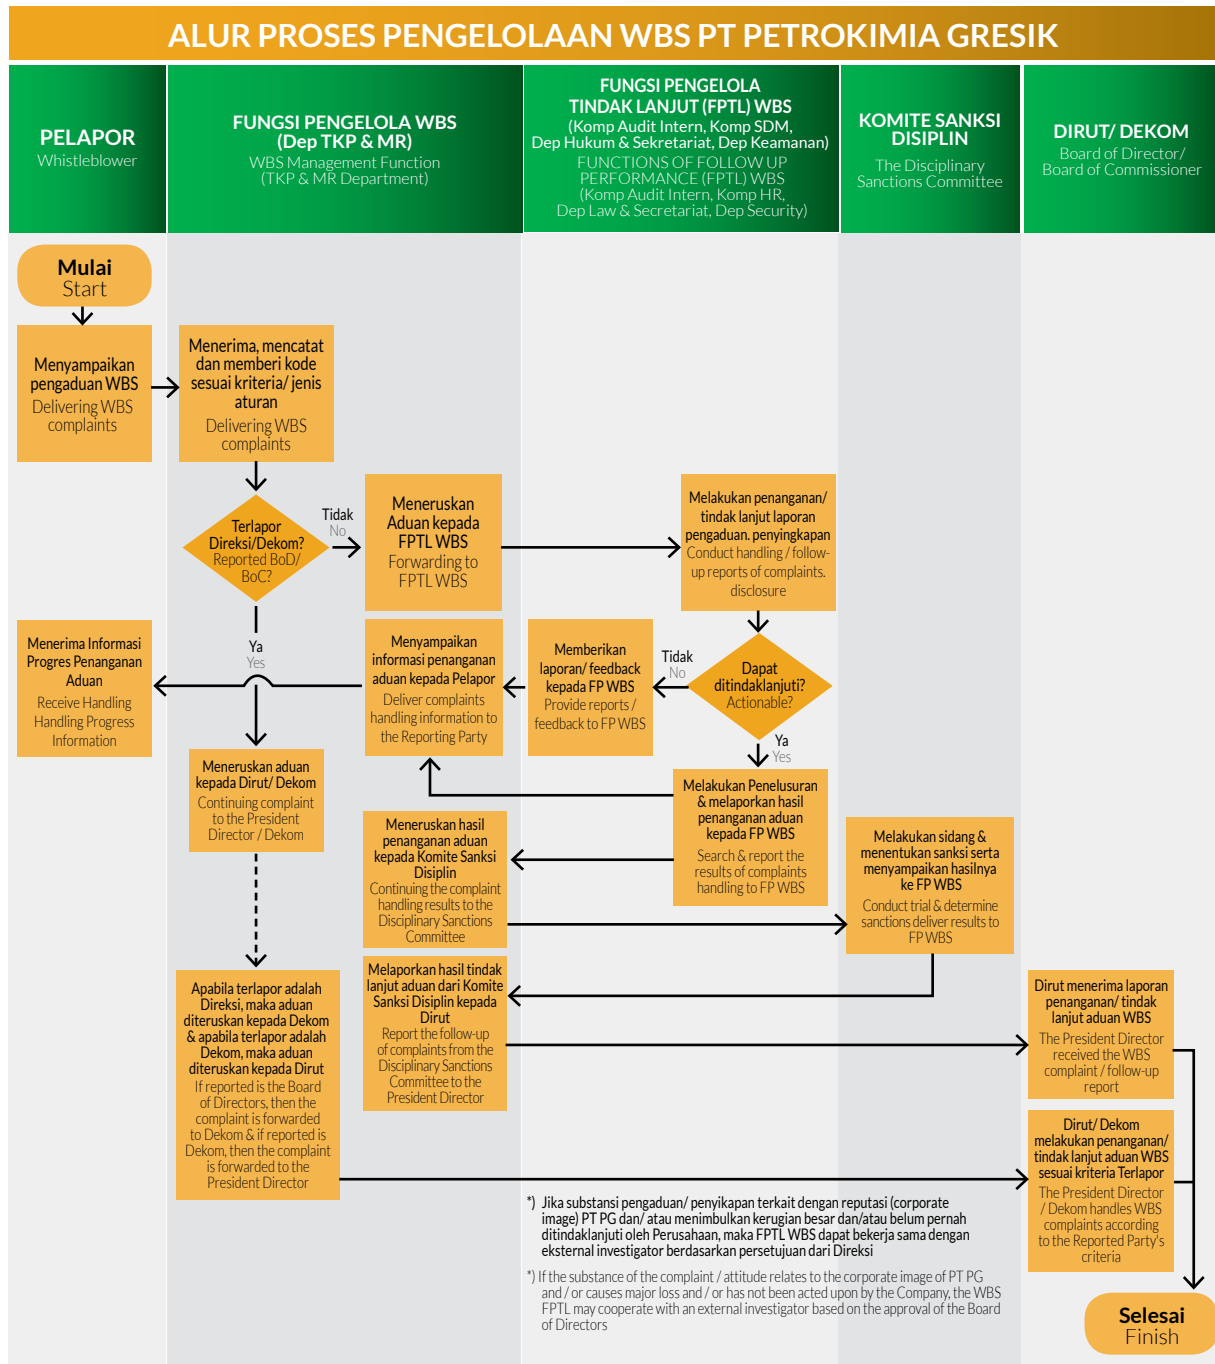 ALUR PROSES PENGELOLAAN WBS PT PETROKIMIA GRESIK
PELAPOR
Whistleblower
FUNGSI PENGELOLA WBS
(Dep TKP & MR)
WBS Management Function
(TKP & MR Department)
FUNGSI PENGELOLA
TINDAK LANJUT (FPTL) WBS
(Komp Audit Intern, Komp SDM,
Dep Hukum & Sekretariat, Dep Keamanan)
FUNCTIONS OF FOLLOW UP
PERFORMANCE (FPTL) WBS
(Komp Audit Intern, Komp HR,
Dep Law & Secretariat, Dep Security)
KOMITE SANKSI
DISIPLIN
The Disciplinary
Sanctions Committee
DIRUT/ DEKOM
Board of Director/
Board of Commissioner
Mulai
Start
Menyampaikan
pengaduan WBS
Delivering WBS
complaints
Menerima, mencatat
dan memberi kode
sesuai kriteria/ jenis
aturan
Delivering WBS
complaints
Terlapor
Direksi/Dekom?
Reported BoD/
BoC?
Tidak
No
Meneruskan
Aduan kepada
FPTL WBS
Forwarding to
FPTL WBS
Melakukan penanganan/
tindak lanjut laporan
pengaduan. penyingkapan
Conduct handling / follow-
up reports of complaints.
disclosure
Menerima Informasi
Progres Penanganan
Aduan
Receive Handling
Handling Progress
Information
Ya
Yes
Menyampaikan
informasi penanganan
aduan kepada Pelapor
Deliver complaints
handling information to
the Reporting Party
Memberikan
laporan/ feedback
kepada FP WBS
Provide reports /
feedback to FP WBS
Tidak
No
Dapat
ditindaklanjuti?
Actionable?
Ya
Yes
Meneruskan aduan
kepada Dirut/ Dekom
Continuing complaint
to the President
Director / Dekom
Melakukan Penelusuran
& melaporkan hasil
penanganan aduan
kepada FP WBS
Search & report the
results of complaints
handling to FP WBS
Meneruskan hasil
penanganan aduan
kepada Komite Sanksi
Disiplin
Continuing the complaint
handling results to the
Disciplinary Sanctions
Committee
Melakukan sidang &
menentukan sanksi serta
menyampaikan hasilnya
ke FP WBS
Conduct trial & determine
sanctions deliver results to
FP WBS
Apabila terlapor adalah
Direksi, maka aduan
diteruskan kepada Dekom
& apabila terlapor adalah
Dekom, maka aduan
diteruskan kepada Dirut
If reported is the Board
of Directors, then the
complaint is forwarded
to Dekom & if reported is
Dekom, then the complaint
is forwarded to the
President Director
Melaporkan hasil tindak
lanjut aduan dari Komite
Sanksi Disiplin kepada
Dirut
Report the follow-up
of complaints from the
Disciplinary Sanctions
Committee to the
President Director
Dirut menerima laporan
penanganan/ tindak
lanjut aduan WBS
The President Director
received the WBS
complaint / follow-up
report
Dirut/ Dekom
melakukan penanganan/
tindak lanjut aduan WBS
sesuai kriteria Terlapor
The President Director
/ Dekom handles WBS
complaints according
to the Reported Party's
criteria
*) Jika substansi pengaduan/ penyikapan terkait dengan reputasi (corporate
image) PT PG dan/ atau menimbulkan kerugian besar dan/atau belum pernah
ditindaklanjuti oleh Perusahaan, maka FPTL WBS dapat bekerja sama dengan
eksternal investigator berdasarkan persetujuan dari Direksi
*) If the substance of the complaint / attitude relates to the corporate image of PT PG
and / or causes major loss and / or has not been acted upon by the Company, the WBS
FPTL may cooperate with an external investigator based on the approval of the Board
of Directors
Selesai
Finish